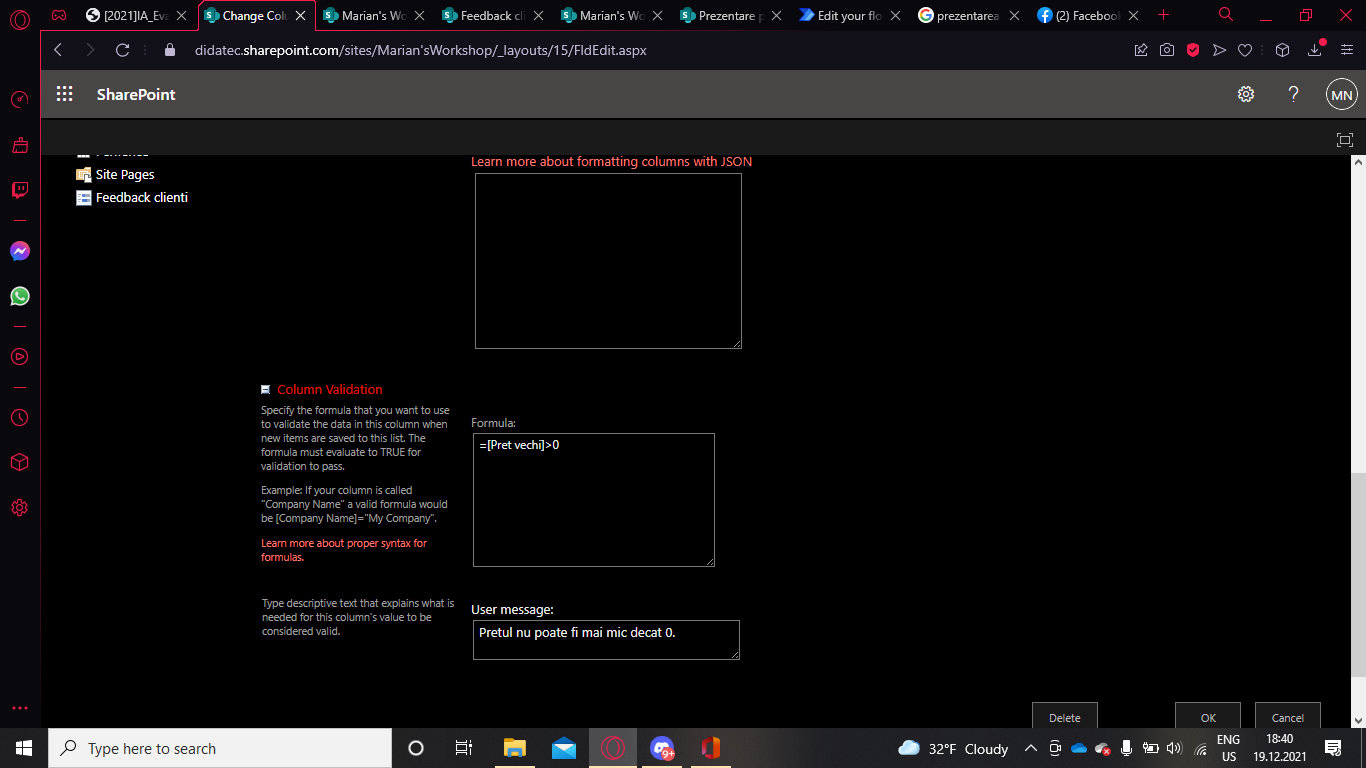 [2021]IA_Eva
Change Colu
Marian's Wo
Feedback cli
Marian's Wo
Prezentare p
Edit your flo
prezentarea
(2) Facebook
didatec.sharepoint.com/sites/Marian'sWorkshop/_layouts/15/FldEdit.aspx
SharePoint
MN
Learn more about formatting columns with JSON
Site Pages
Feedback clienti
Column Validation
Specify the formula that you want to use
to validate the data in this column when
new items are saved to this list. The
formula must evaluate to TRUE for
validation to pass.
Example: If your column is called
"Company Name" a valid formula would
be [Company Name]="My Company".
Learn more about proper syntax for
formulas.
Formula:
=[Pret vechi]>0
Type descriptive text that explains what is
needed for this column's value to be
considered valid.
User message:
Pretul nu poate fi mai mic decat 0.
Delete
OK
Cancel
Type here to search
9+
32°F Cloudy
ENG
US
18:40
19.12.2021